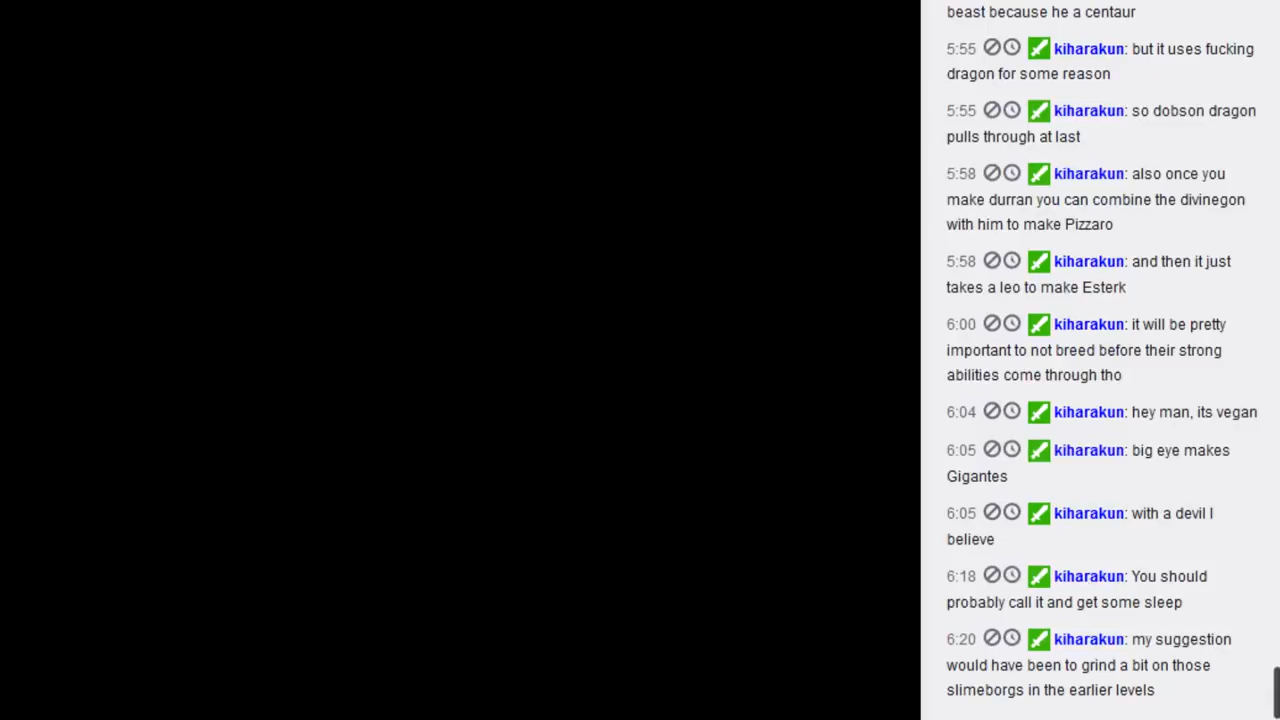 beast because he a centaur
5:55 kiharakun: but it uses fucking
dragon for some reason
5:55 kiharakun: so dobson dragon
pulls through at last
5:58 kiharakun: also once you
make durran you can combine the divinegon
with him to make Pizzaro
5:58 kiharakun: and then it just
takes a leo to make Esterk
6:00 kiharakun: it will be pretty
important to not breed before their strong
abilities come through tho
6:04 kiharakun: hey man, its vegan
6:05 kiharakun: big eye makes
Gigantes
6:05 kiharakun: with a devil I
believe
6:18 kiharakun: You should
probably call it and get some sleep
6:20 kiharakun: my suggestion
would have been to grind a bit on those
slimeborgs in the earlier levels